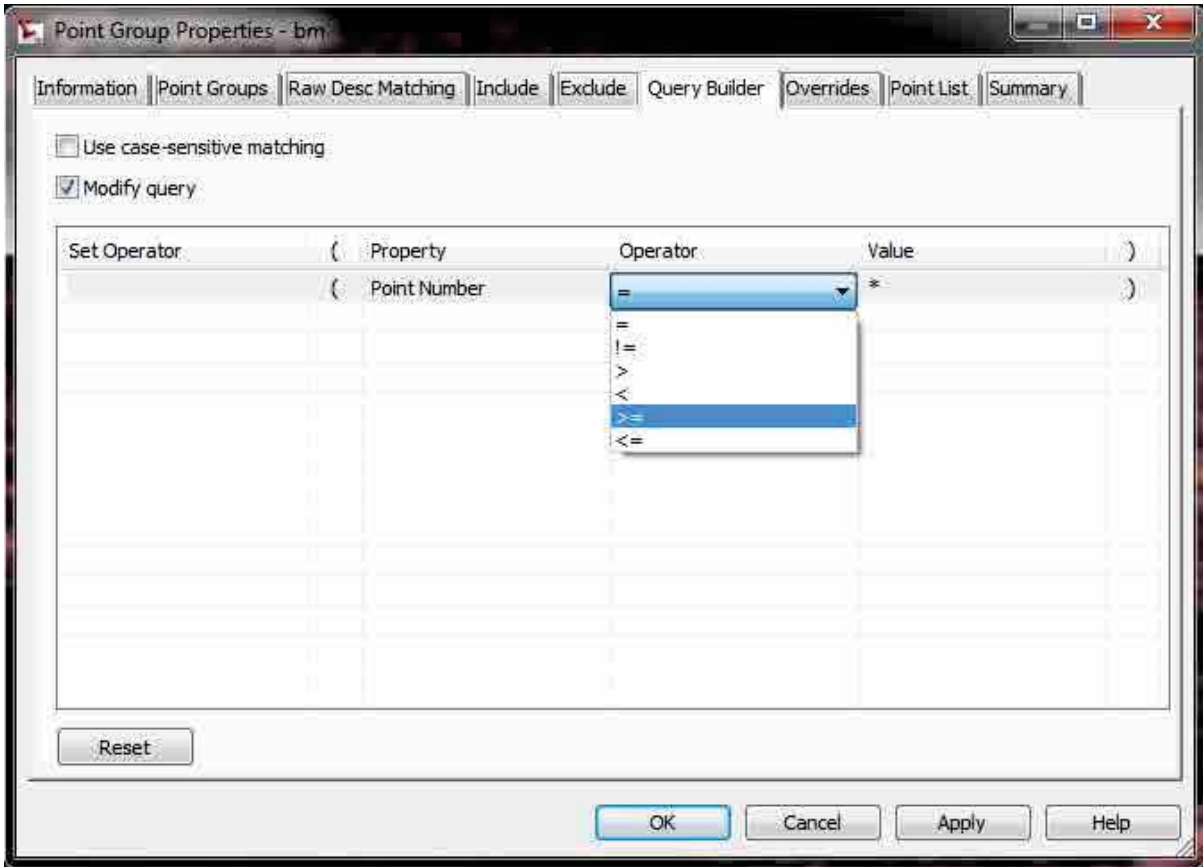 Point Group Properties - bm
Information Point Groups Raw Desc Matching Include Exclude Query Builder Overrides Point List Summary
Use case-sensitive matching
Modify query
Set Operator ( Property Operator Value )
( Point Number = * )
=
!=
>
<
>=
<=
Reset
OK Cancel Apply Help